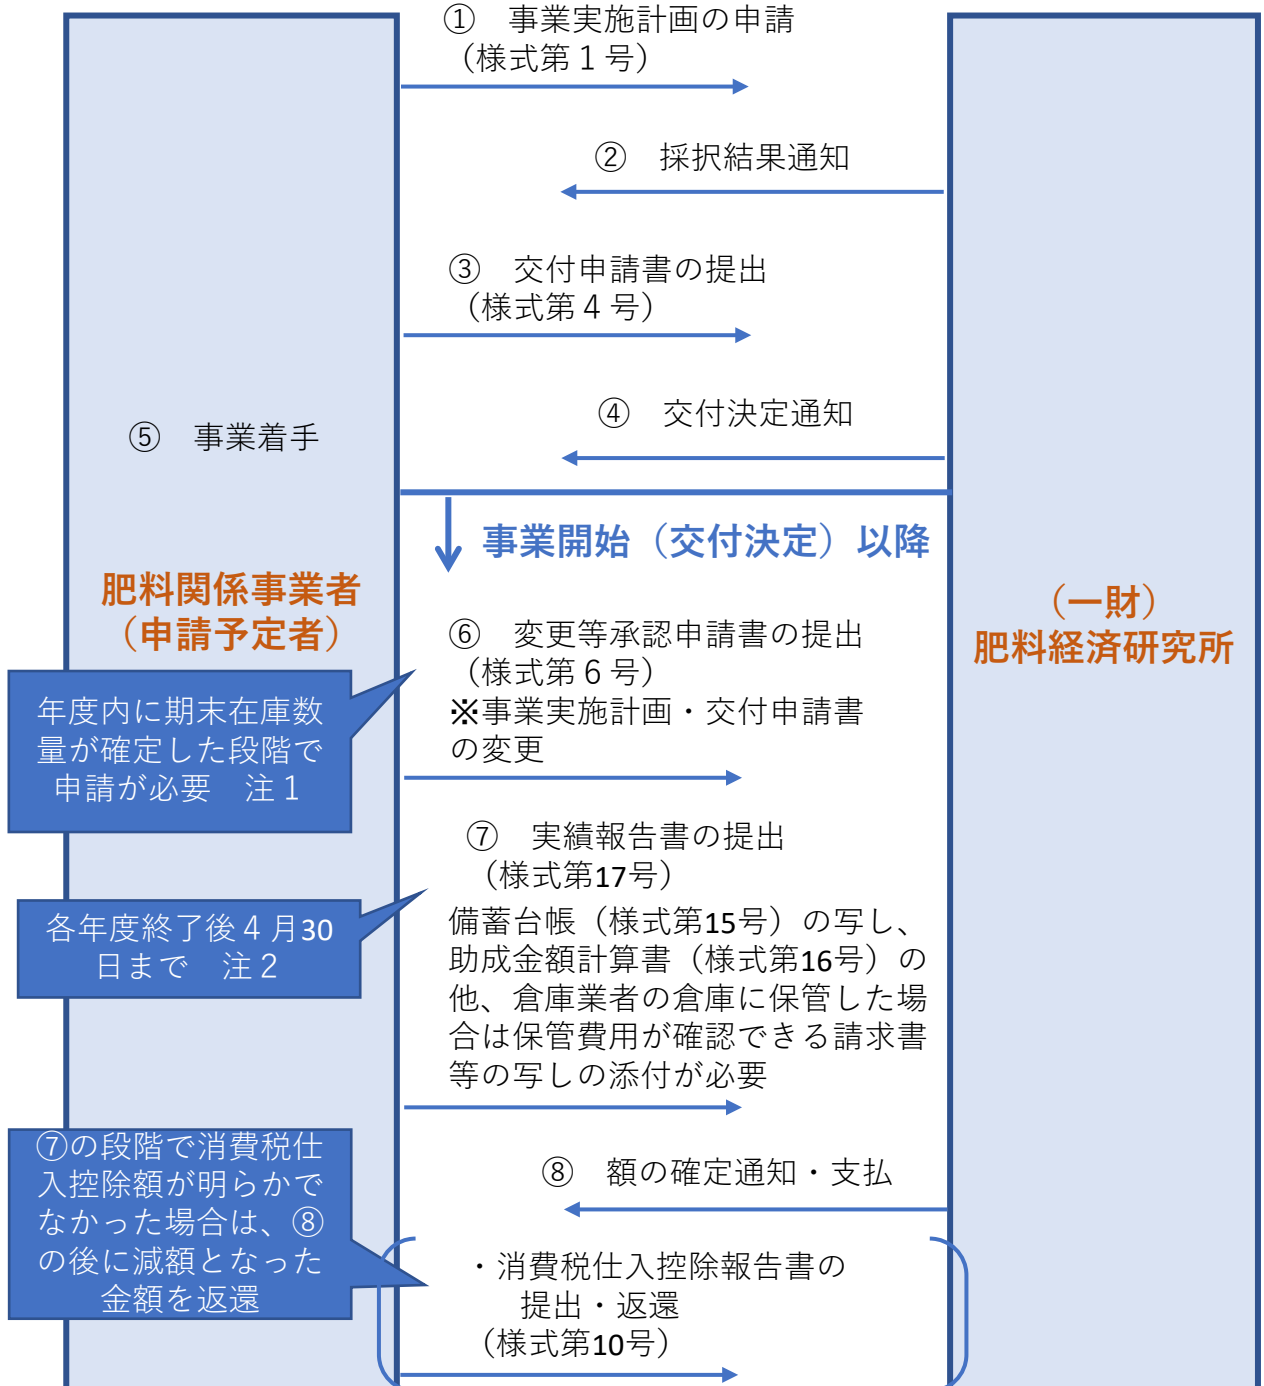 ① 事業実施計画の申請
（様式第１号）
② 採択結果通知
③ 交付申請書の提出
（様式第４号）
④ 交付決定通知
⑤ 事業着手
事業開始（交付決定）以降
肥料関係事業者
（申請予定者）
（一財）
肥料経済研究所
⑥ 変更等承認申請書の提出
（様式第６号）
※事業実施計画・交付申請書
の変更
年度内に期末在庫数
量が確定した段階で
申請が必要 注１
⑦ 実績報告書の提出
（様式第17号）
備蓄台帳（様式第15号）の写し、
助成金額計算書（様式第16号）の
他、倉庫業者の倉庫に保管した場
合は保管費用が確認できる請求書
等の写しの添付が必要
各年度終了後４月30
日まで 注２
⑧ 額の確定通知・支払
⑦の段階で消費税仕
入控除額が明らかで
なかった場合は、⑧
の後に減額となった
金額を返還
・消費税仕入控除報告書の
提出・返還
（様式第10号）